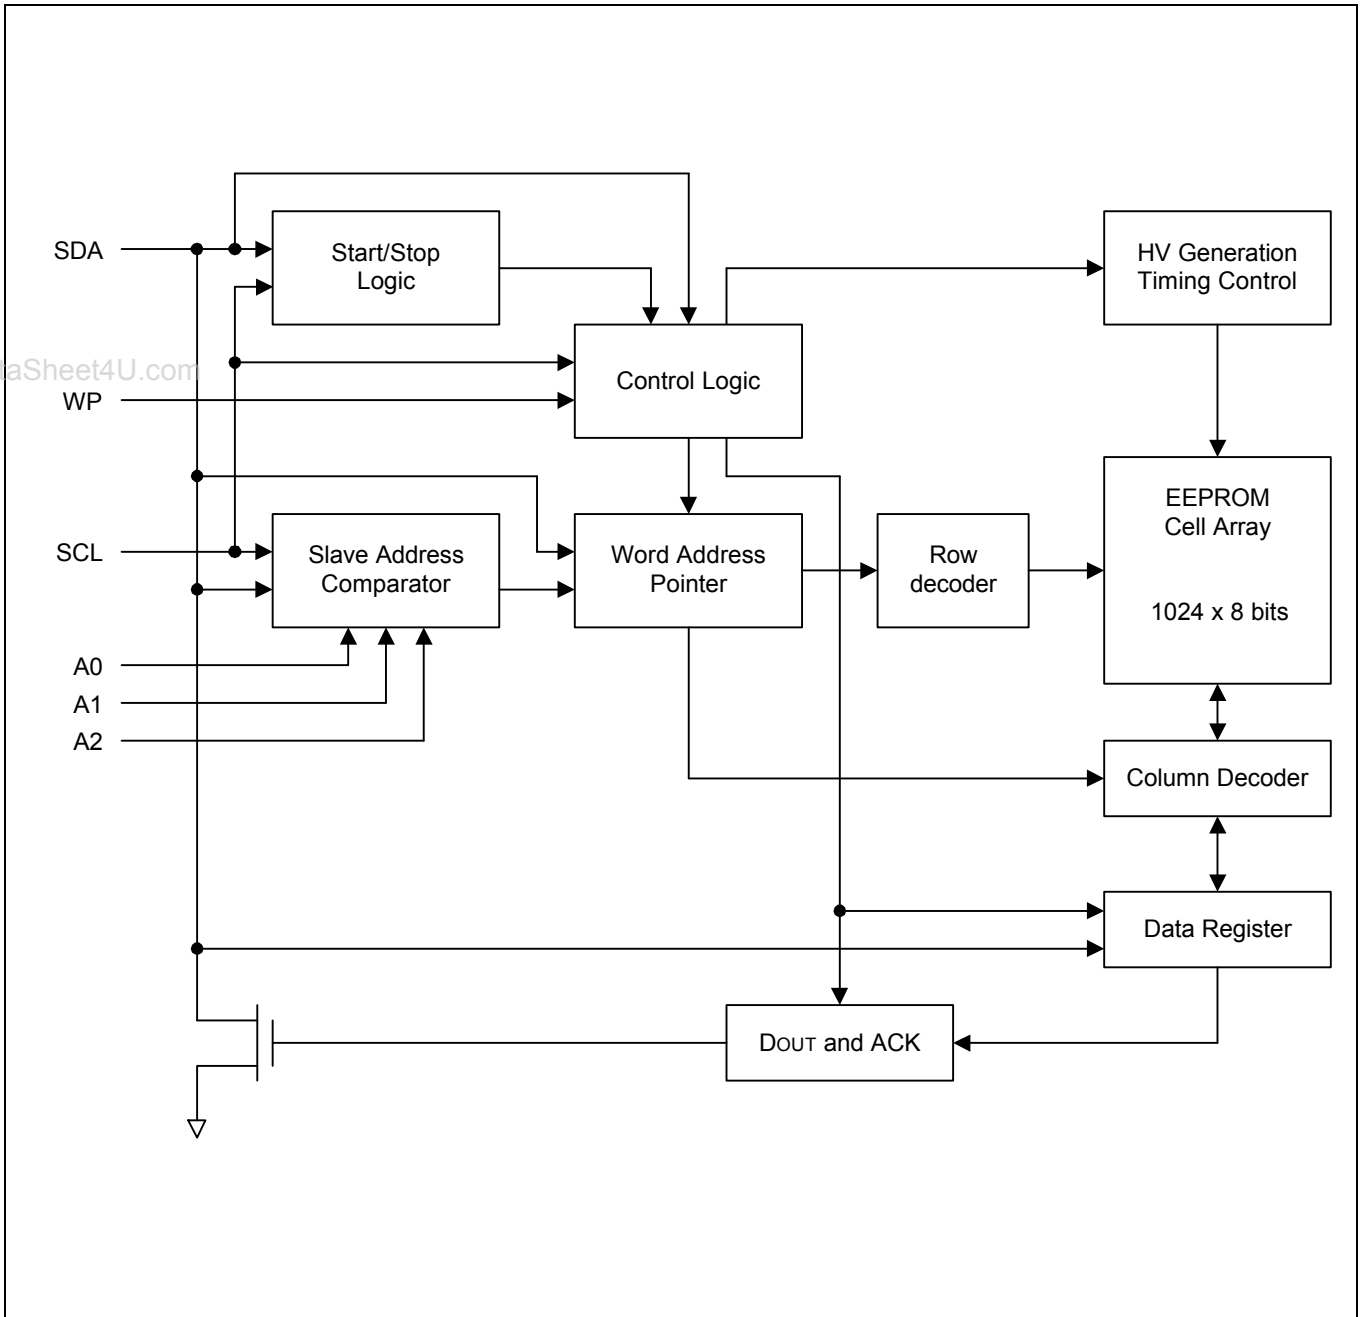 SDA
Start/Stop
Logic
HV Generation
Timing Control
taSheet4U.com
Control Logic
WP
EEPROM
Cell Array
1024 x 8 bits
SCL
Slave Address
Comparator
Word Address
Pointer
Row
decoder
A0
A1
A2
Column Decoder
Data Register
DOUT and ACK